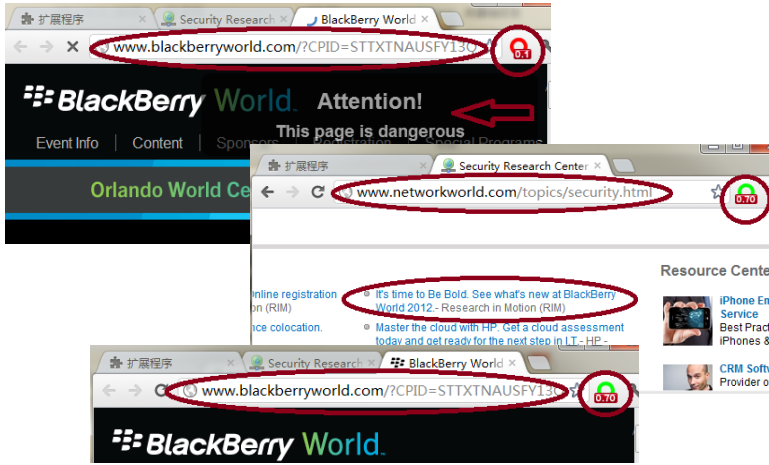 扩展程序
Security Research
BlackBerry World
www.blackberryworld.com/?CPID=STTXTNAUSFY13Q
0.1
BlackBerry World.
Attention!
This page is dangerous
Event Info | Content | Sponsors | Registration | Special Programs
Orlando World Ce
扩展程序
Security Research Center
www.networkworld.com/topics/security.html
0.70
Resource Cente
nline registration
on (RIM)
nce colocation.
It's time to Be Bold. See what's new at BlackBerry
World 2012.- Research in Motion (RIM)
Master the cloud with HP. Get a cloud assessment
today and get ready for the next step in I.T.- HP -
iPhone En
Service
Best Pract
iPhones &
CRM Softw
Provider o
扩展程序
Security Research
BlackBerry World
www.blackberryworld.com/?CPID=STTXTNAUSFY13Q
0.70
BlackBerry World.